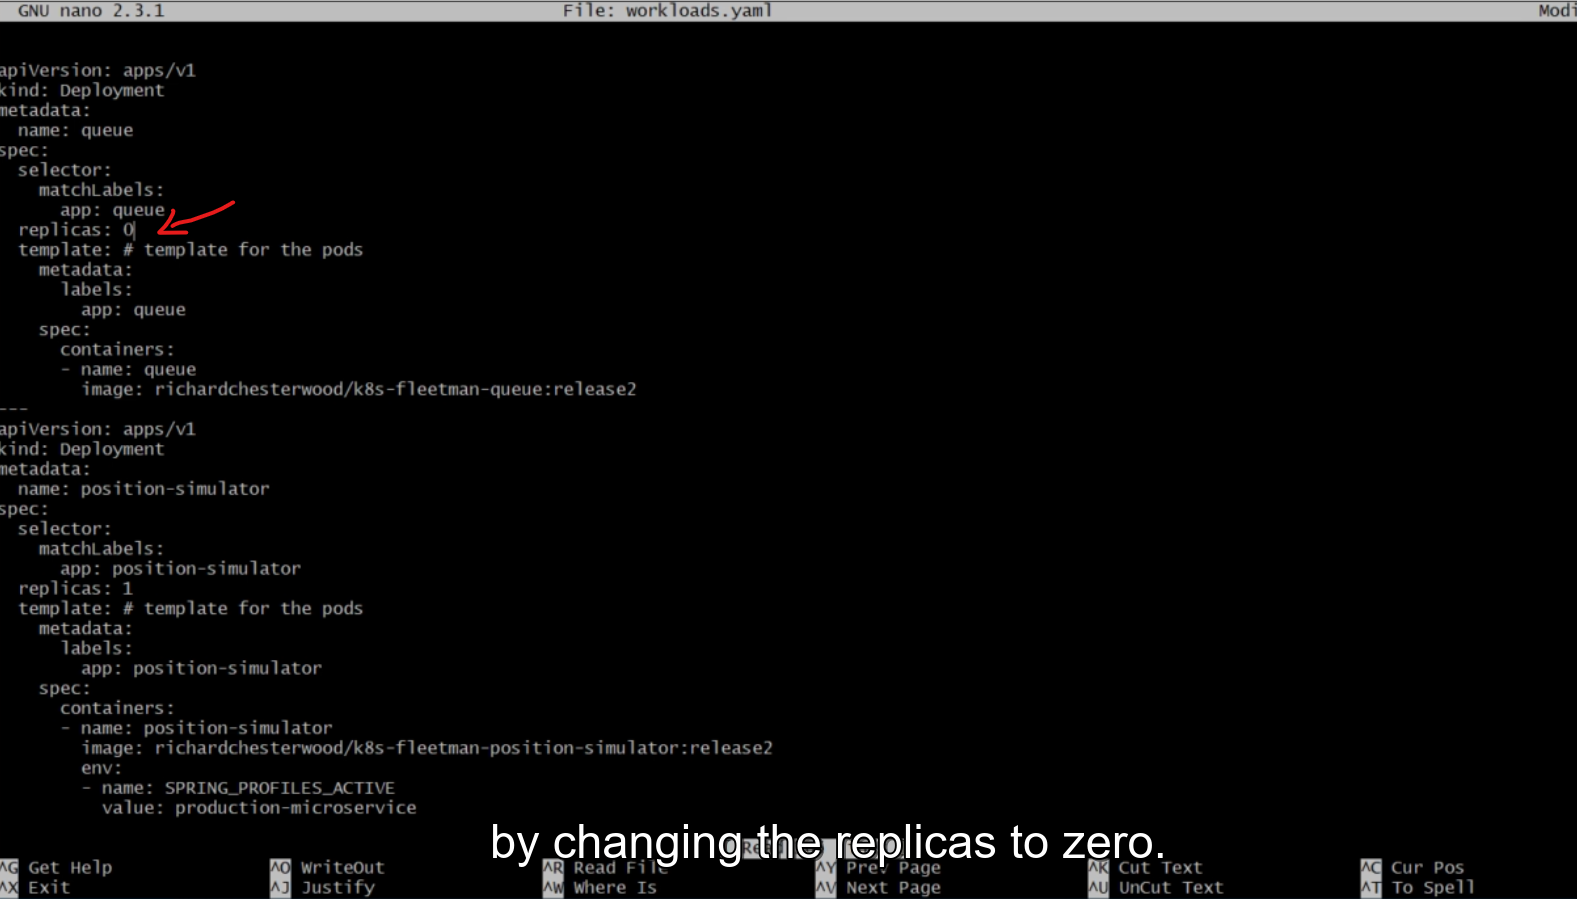 GNU nano 2.3.1 File: workloads.yaml Modi
apiVersion: apps/v1
kind: Deployment
metadata:
  name: queue
spec:
  selector:
    matchLabels:
      app: queue
  replicas: 0
  template: # template for the pods
    metadata:
      labels:
        app: queue
    spec:
      containers:
      - name: queue
        image: richardchesterwood/k8s-fleetman-queue:release2
---
apiVersion: apps/v1
kind: Deployment
metadata:
  name: position-simulator
spec:
  selector:
    matchLabels:
      app: position-simulator
  replicas: 1
  template: # template for the pods
    metadata:
      labels:
        app: position-simulator
    spec:
      containers:
      - name: position-simulator
        image: richardchesterwood/k8s-fleetman-position-simulator:release2
        env:
        - name: SPRING_PROFILES_ACTIVE
          value: production-microservice
by changing the replicas to zero.
^G Get Help ^O WriteOut ^R Read File ^Y Prev Page ^K Cut Text ^C Cur Pos
^X Exit ^J Justify ^W Where Is ^V Next Page ^U UnCut Text ^T To Spell